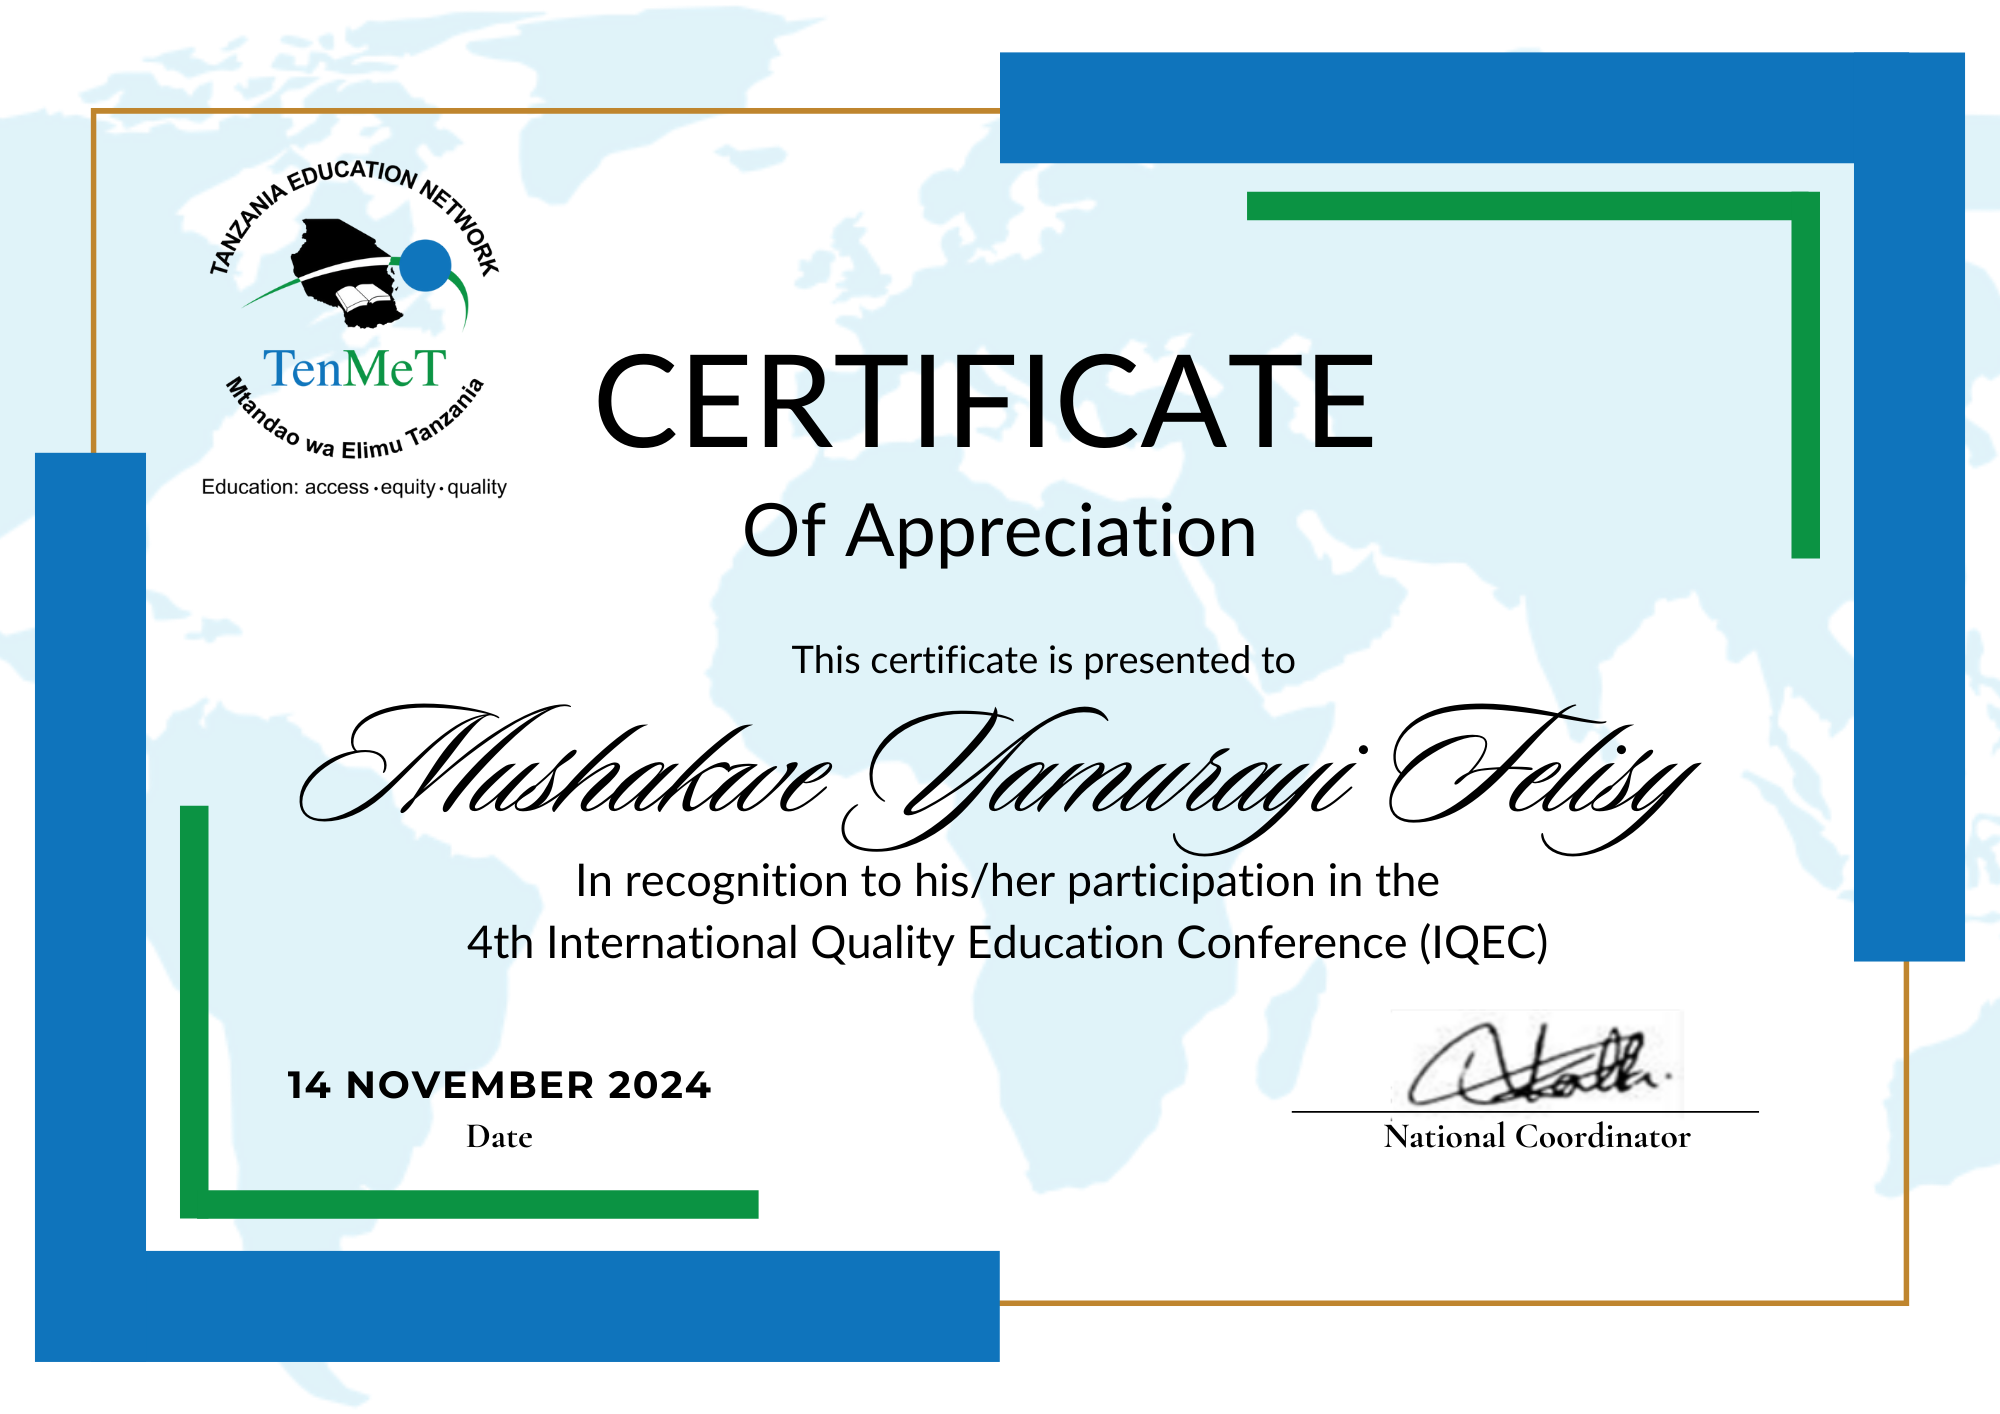 TANZANIA EDUCATION NETWORK
TenMeT
Mtandao wa Elimu Tanzania
Education: access • equity • quality
CERTIFICATE
Of Appreciation
This certificate is presented to
Mushakwe Yamurayi Felisy
In recognition to his/her participation in the
4th International Quality Education Conference (IQEC)
14 NOVEMBER 2024
Date
National Coordinator